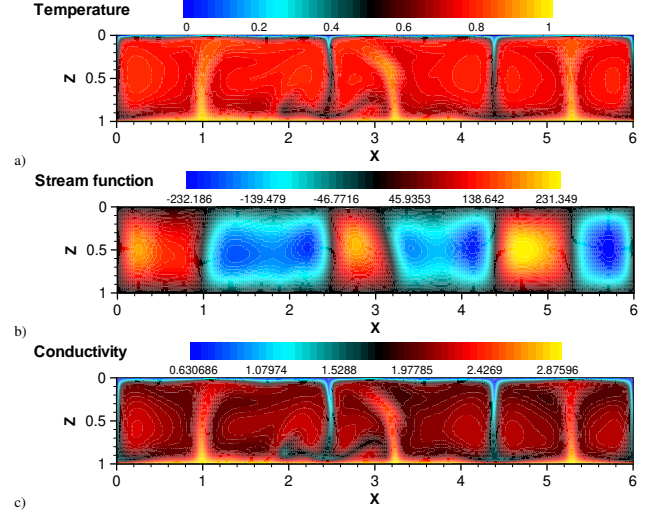 Temperature
0 0.2 0.4 0.6 0.8 1
0
0.5
1
Z
0 1 2 3 4 5 6
X
a)
Stream function
-232.186 -139.479 -46.7716 45.9353 138.642 231.349
0
0.5
1
Z
0 1 2 3 4 5 6
X
b)
Conductivity
0.630686 1.07974 1.5288 1.97785 2.4269 2.87596
0
0.5
1
Z
0 1 2 3 4 5 6
X
c)